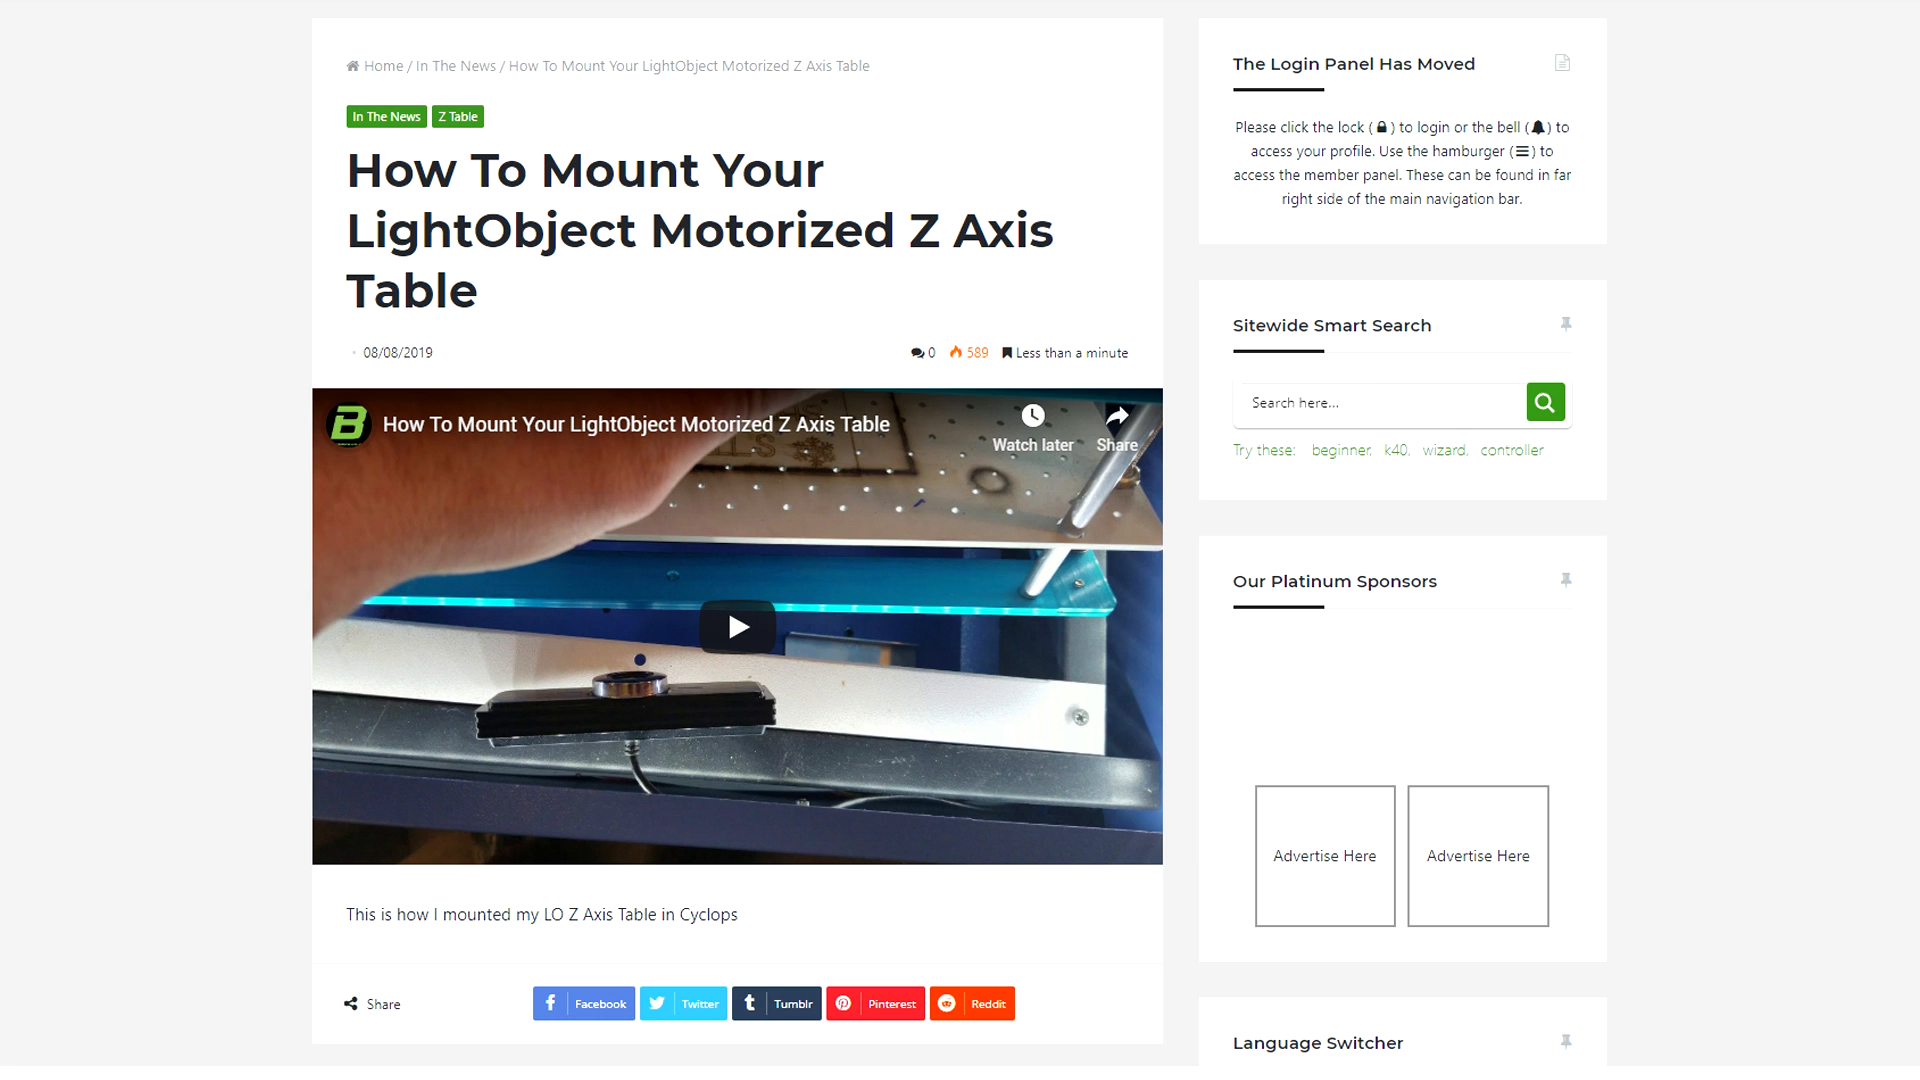 Home / In The News / How To Mount Your LightObject Motorized Z Axis Table
In The News Z Table
How To Mount Your
LightObject Motorized Z Axis
Table
08/08/2019 0 589 Less than a minute
B How To Mount Your LightObject Motorized Z Axis Table
Watch later Share
This is how I mounted my LO Z Axis Table in Cyclops
Share Facebook Twitter Tumblr Pinterest Reddit
The Login Panel Has Moved
Please click the lock ( ) to login or the bell ( ) to
access your profile. Use the hamburger ( ) to
access the member panel. These can be found in far
right side of the main navigation bar.
Sitewide Smart Search
Search here...
Try these: beginner, k40, wizard, controller
Our Platinum Sponsors
Advertise Here Advertise Here
Language Switcher